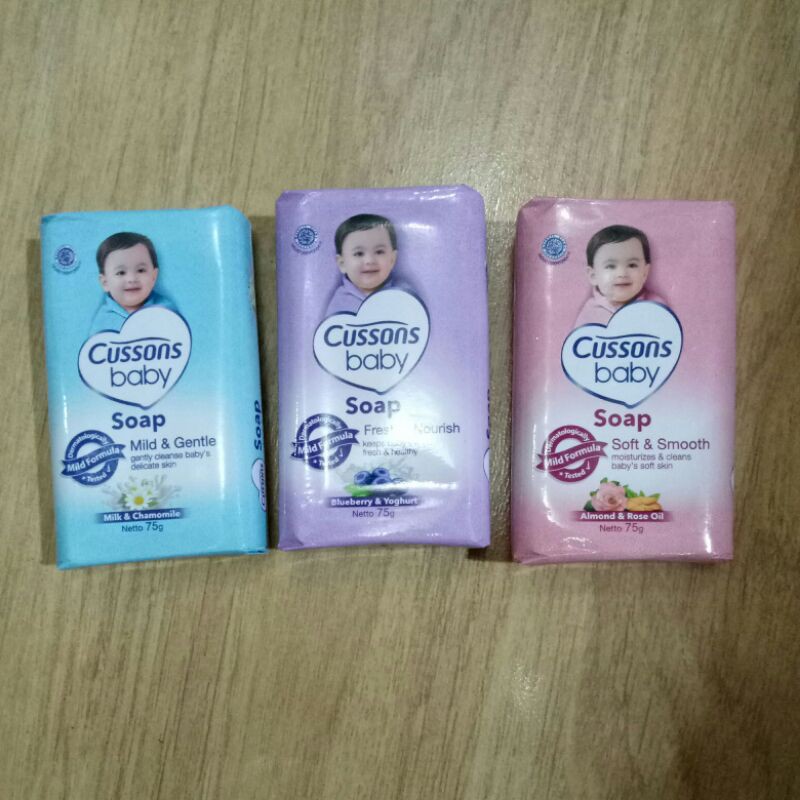 Cussons
baby
Soap
Dermatologically
Mild Formula
Tested
Mild & Gentle
gently cleanse baby's
delicate skin
Milk & Chamomile
Netto 75g
Cussons
Soap
Cussons
baby
Soap
Dermatologically
Mild Formula
Tested
Nourish
keeps
fresh & healthy
Blueberry & Yoghurt
Netto 75g
Cussons
baby
Soap
Dermatologically
Mild Formula
Tested
Soft & Smooth
moisturizes & cleans
baby's soft skin
Almond & Rose Oil
Netto 75g